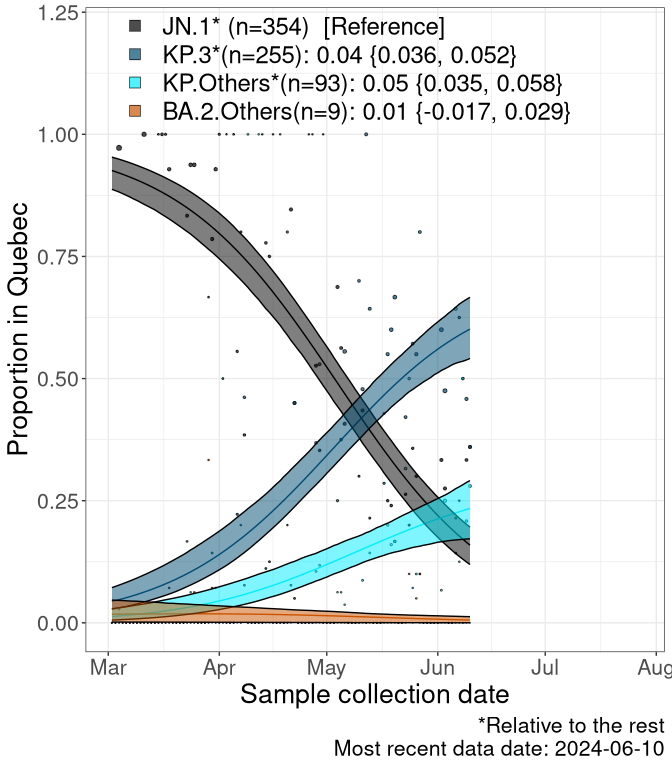 1.25
JN.1* (n=354)  [Reference]
KP.3*(n=255): 0.04 {0.036, 0.052}
KP.Others*(n=93): 0.05 {0.035, 0.058}
BA.2.Others(n=9): 0.01 {-0.017, 0.029}
1.00
0.75
0.50
0.25
0.00
Proportion in Quebec
Mar Apr May Jun Jul Aug
Sample collection date
*Relative to the rest
Most recent data date: 2024-06-10